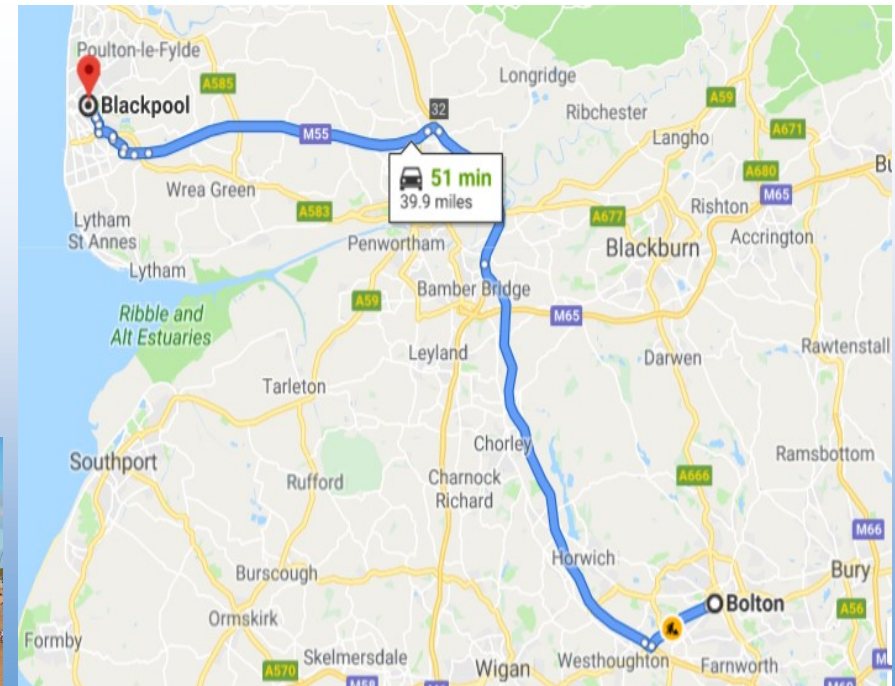 Poulton-le-Fylde
Longridge
A585
A59
Blackpool
32
Ribchester
A671
M55
Langho
51 min
39.9 miles
A680
Wrea Green
M65
A583
A677
Rishton
Lytham
St Annes
Penwortham
Blackburn
Accrington
Lytham
Bamber Bridge
A59
M65
Ribble and
Alt Estuaries
Leyland
Darwen
Rawtenstall
Tarleton
Chorley
Ramsbottom
Southport
Rufford
Charnock
Richard
A666
M66
Horwich
Burscough
Bury
Bolton
A56
Ormskirk
Formby
Skelmersdale
Westhoughton
Farnworth
A570
Wigan
M58